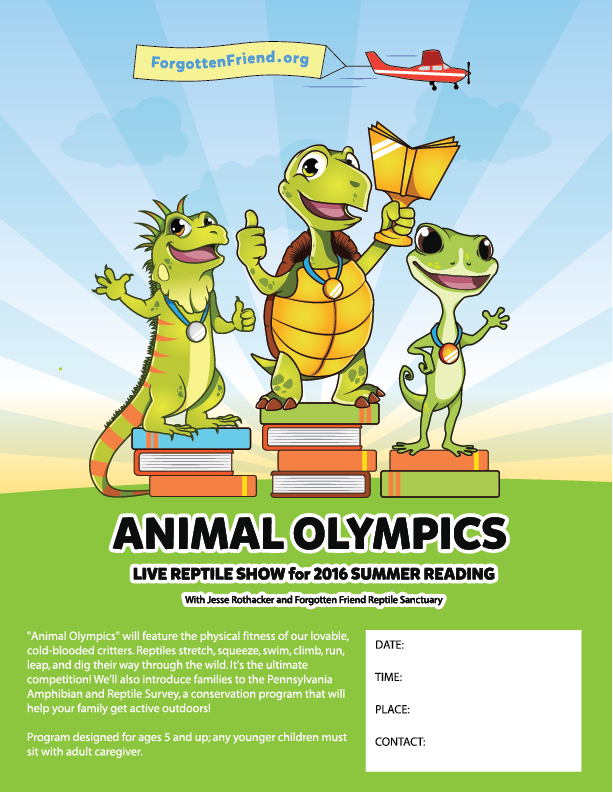 ForgottenFriend.org
ANIMAL OLYMPICS
LIVE REPTILE SHOW for 2016 SUMMER READING
With Jesse Rothacker and Forgotten Friend Reptile Sanctuary
"Animal Olympics" will feature the physical fitness of our lovable,
cold-blooded critters. Reptiles stretch, squeeze, swim, climb, run,
leap, and dig their way through the wild. It's the ultimate
competition! We'll also introduce families to the Pennsylvania
Amphibian and Reptile Survey, a conservation program that will
help your family get active outdoors!
Program designed for ages 5 and up; any younger children must
sit with adult caregiver.
DATE:
TIME:
PLACE:
CONTACT: